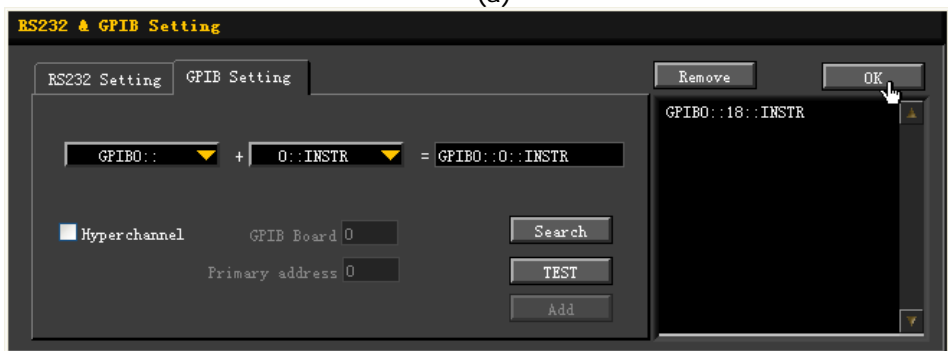 (a)
RS232 & GPIB Setting
RS232 Setting GPIB Setting
Remove OK
GPIB0::18::INSTR
GPIB0:: + 0::INSTR = GPIB0::0::INSTR
Hyperchannel GPIB Board 0 Search
Primary address 0 TEST
Add